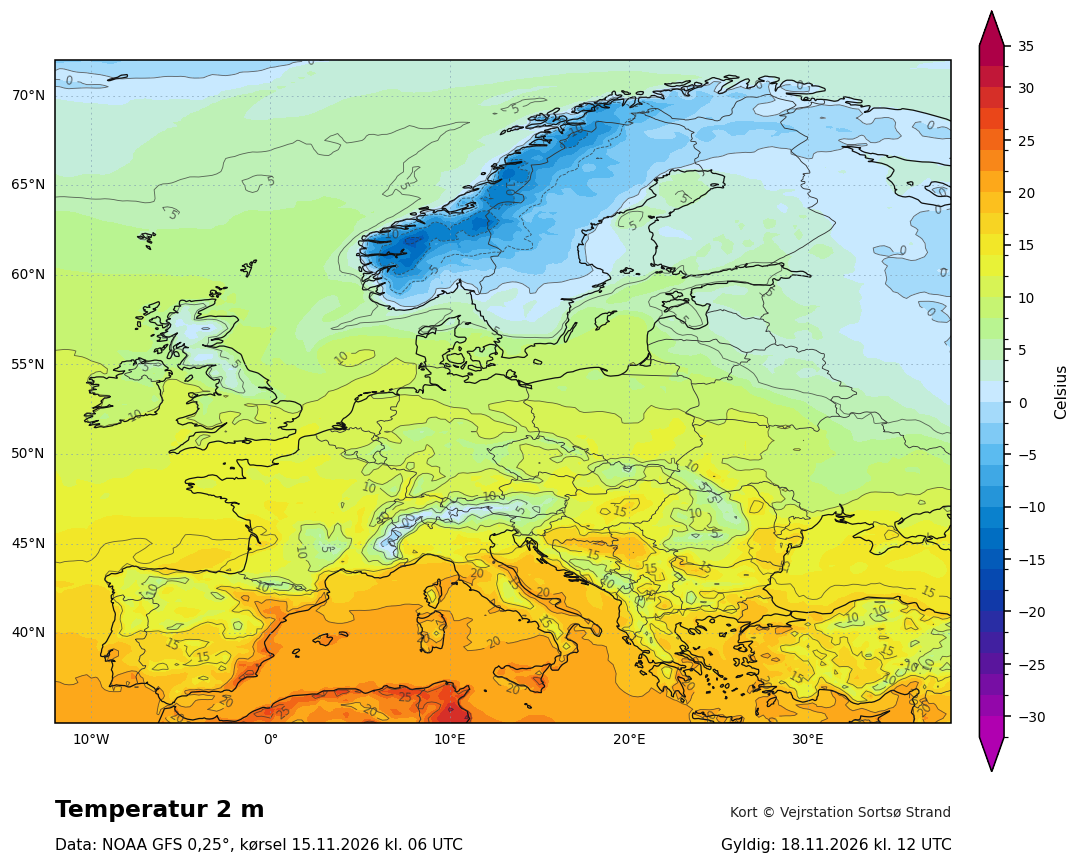 70°N
65°N
60°N
55°N
50°N
45°N
40°N
10°W
0°
10°E
20°E
30°E
35
30
25
20
15
10
5
0
−5
−10
−15
−20
−25
−30
Celsius
Temperatur 2 m
Kort © Vejrstation Sortsø Strand
Data: NOAA GFS 0,25°, kørsel 15.11.2026 kl. 06 UTC
Gyldig: 18.11.2026 kl. 12 UTC